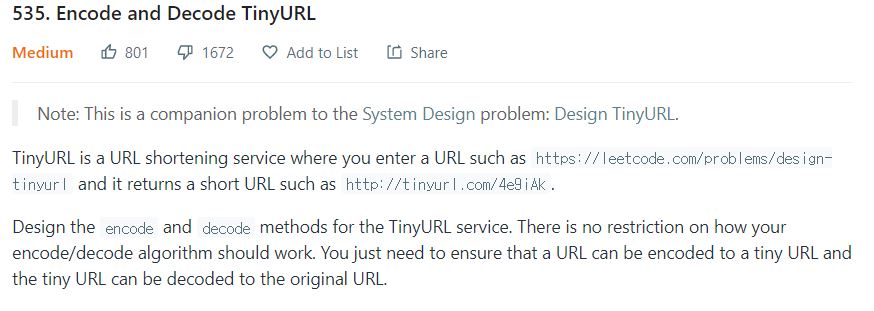 535. Encode and Decode TinyURL
Medium 801 1672 Add to List Share
Note: This is a companion problem to the System Design problem: Design TinyURL.
TinyURL is a URL shortening service where you enter a URL such as https://leetcode.com/problems/design-
tinyurl and it returns a short URL such as http://tinyurl.com/4e9iAk.
Design the encode and decode methods for the TinyURL service. There is no restriction on how your
encode/decode algorithm should work. You just need to ensure that a URL can be encoded to a tiny URL and
the tiny URL can be decoded to the original URL.